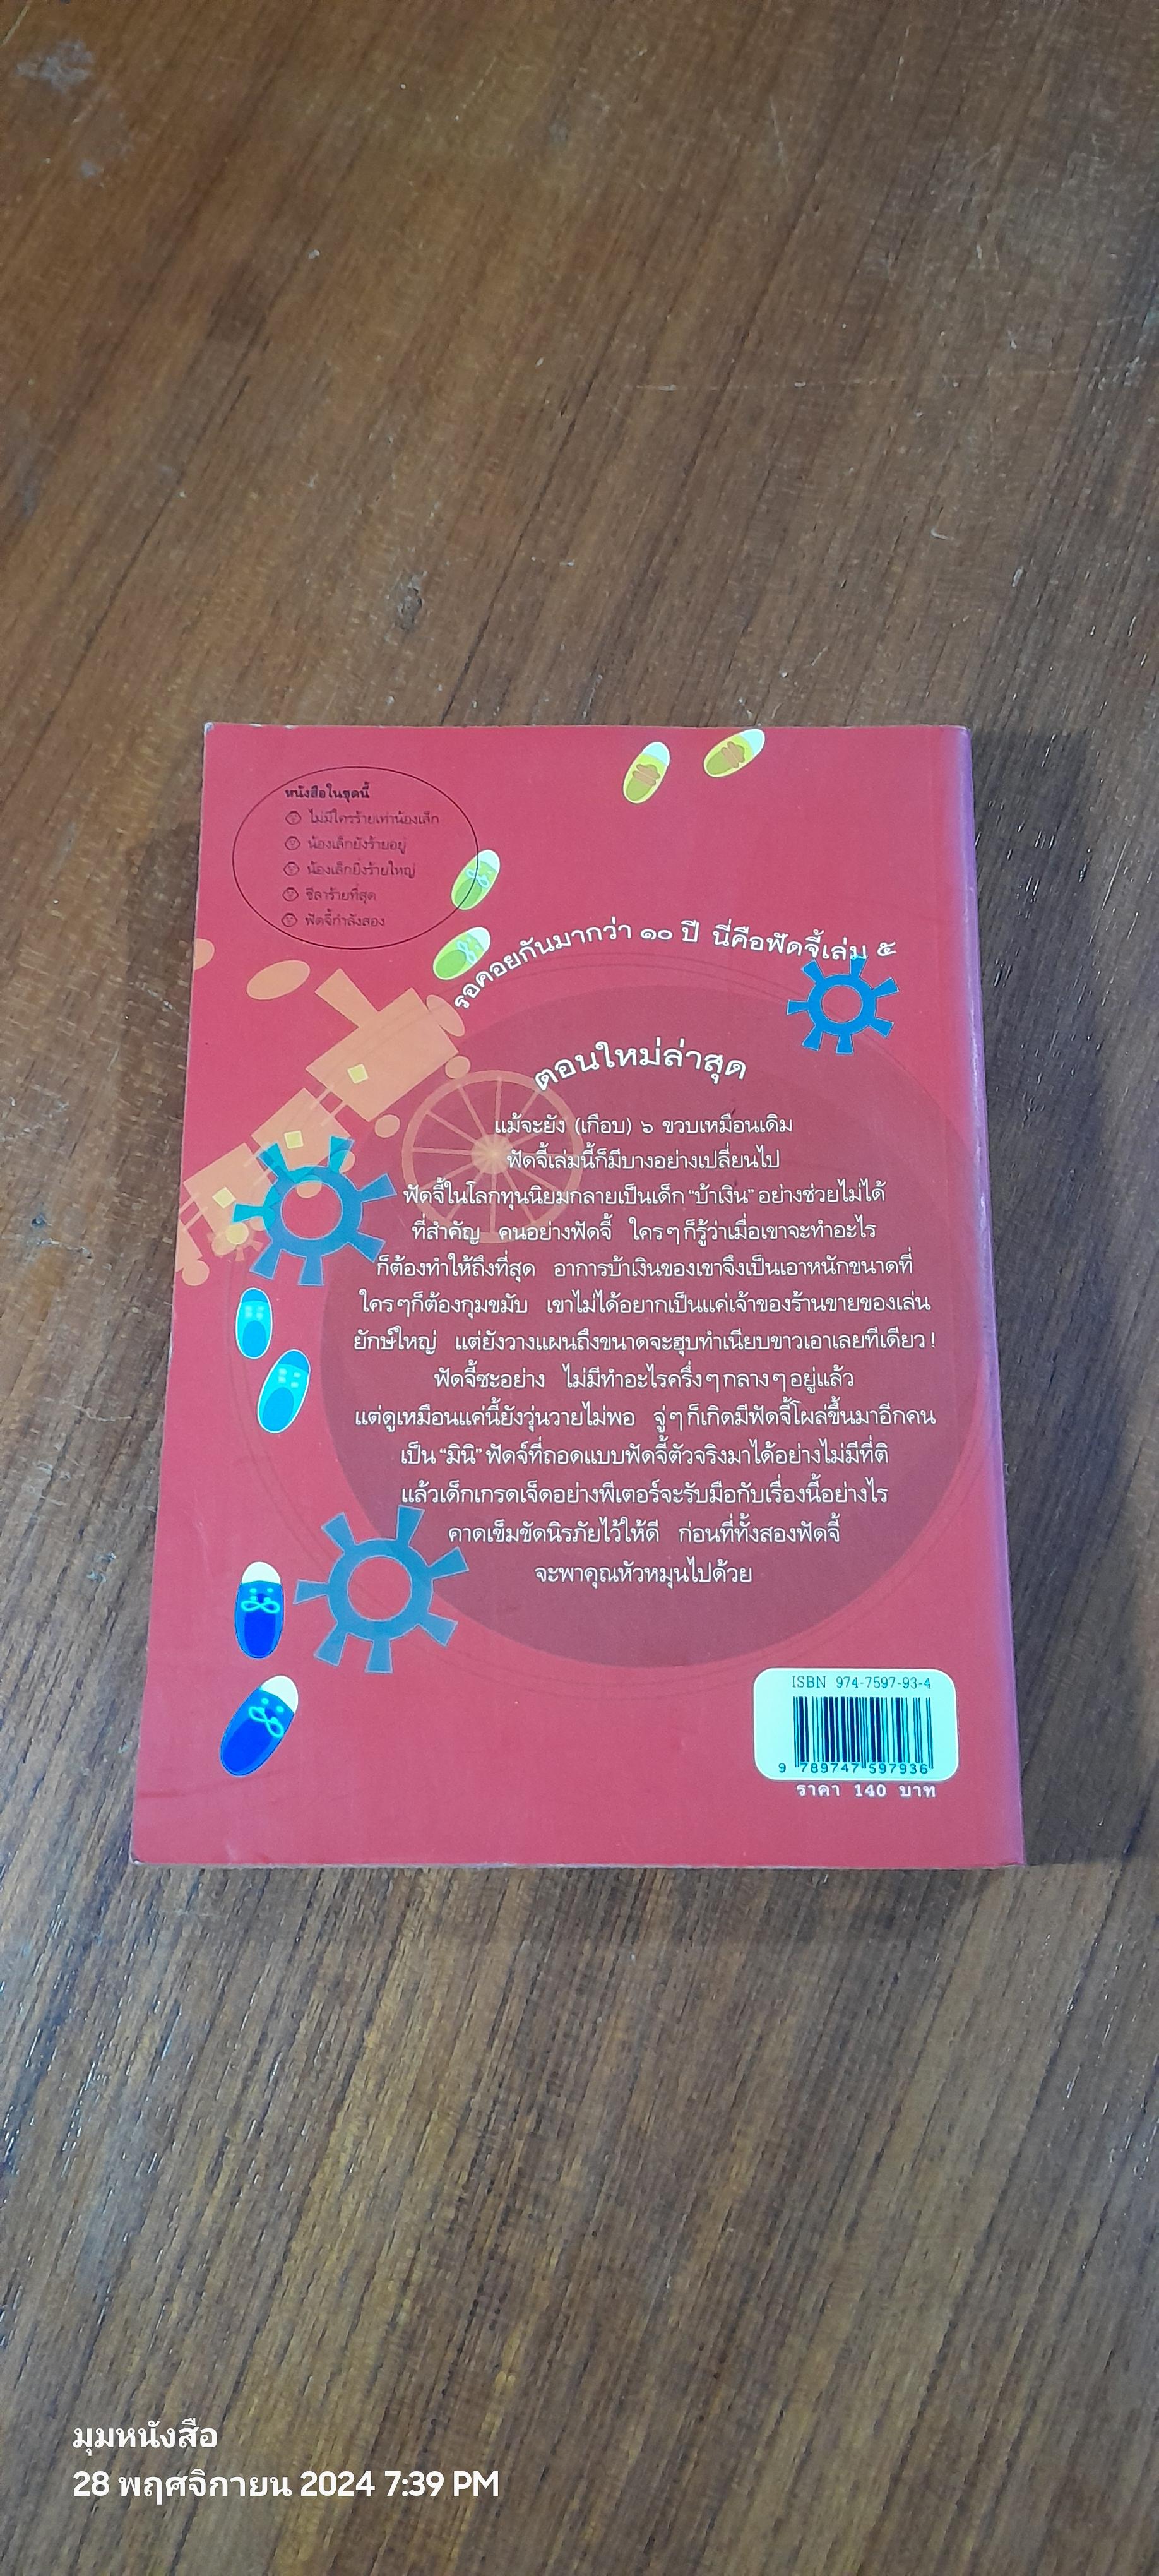 หนังสือในชุดนี้
ไม่มีใครร้ายเท่าน้องเล็ก
น้องเล็กยังร้ายอยู่
น้องเล็กยิ่งร้ายใหญ่
ชีลาร้ายที่สุด
ฟัดจี้กำลังสอง
รอคอยกันมากว่า ๑๐ ปี นี่คือฟัดจี้เล่ม ๕
ตอนใหม่ล่าสุด
แม้จะยัง (เกือบ) ๖ ขวบเหมือนเดิม
ฟัดจี้เล่มนี้ก็มีบางอย่างเปลี่ยนไป
ฟัดจี้ในโลกทุนนิยมกลายเป็นเด็ก “บ้าเงิน” อย่างช่วยไม่ได้
ที่สำคัญ คนอย่างฟัดจี้ ใครๆ ก็รู้ว่าเมื่อเขาจะทำอะไร
ก็ต้องทำให้ถึงที่สุด อาการบ้าเงินของเขาจึงเป็นเอาหนักขนาดที่
ใครๆ ก็ต้องกุมขมับ เขาไม่ได้อยากเป็นแค่เจ้าของร้านขายของเล่น
ยักษ์ใหญ่ แต่ยังวางแผนถึงขนาดจะฮุบทำเนียบขาวเอาเลยทีเดียว !
ฟัดจี้ซะอย่าง ไม่มีทำอะไรครึ่งๆ กลางๆ อยู่แล้ว
แต่ดูเหมือนแค่นี้ยังวุ่นวายไม่พอ จู่ๆ ก็เกิดมีฟัดจี้โผล่ขึ้นมาอีกคน
เป็น “มินิ” ฟัดจ์ที่ถอดแบบฟัดจี้ตัวจริงมาได้อย่างไม่มีที่ติ
แล้วเด็กเกรดเจ็ดอย่างพีเตอร์จะรับมือกับเรื่องนี้อย่างไร
คาดเข็มขัดนิรภัยไว้ให้ดี ก่อนที่ทั้งสองฟัดจี้
จะพาคุณหัวหมุนไปด้วย
ISBN 974-7597-93-4
9 789747 597936
ราคา 140 บาท
มุมหนังสือ
28 พฤศจิกายน 2024 7:39 PM